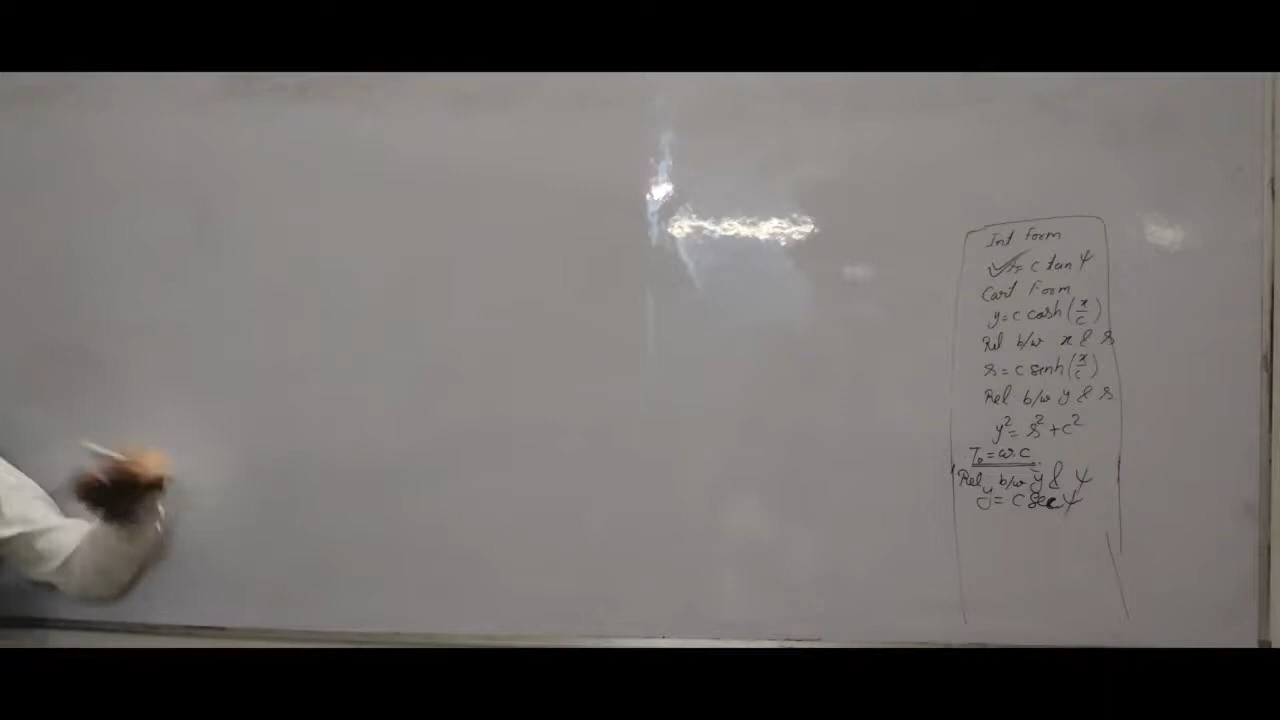 Int Form
✓ s = c tan ψ
Cart Form
y = c cosh (x/c)
Rel b/w x & s
s = c sinh (x/c)
Rel b/w y & s
y² = s² + c²
T₀ = w.c
Rel b/w y & ψ
y = c sec ψ